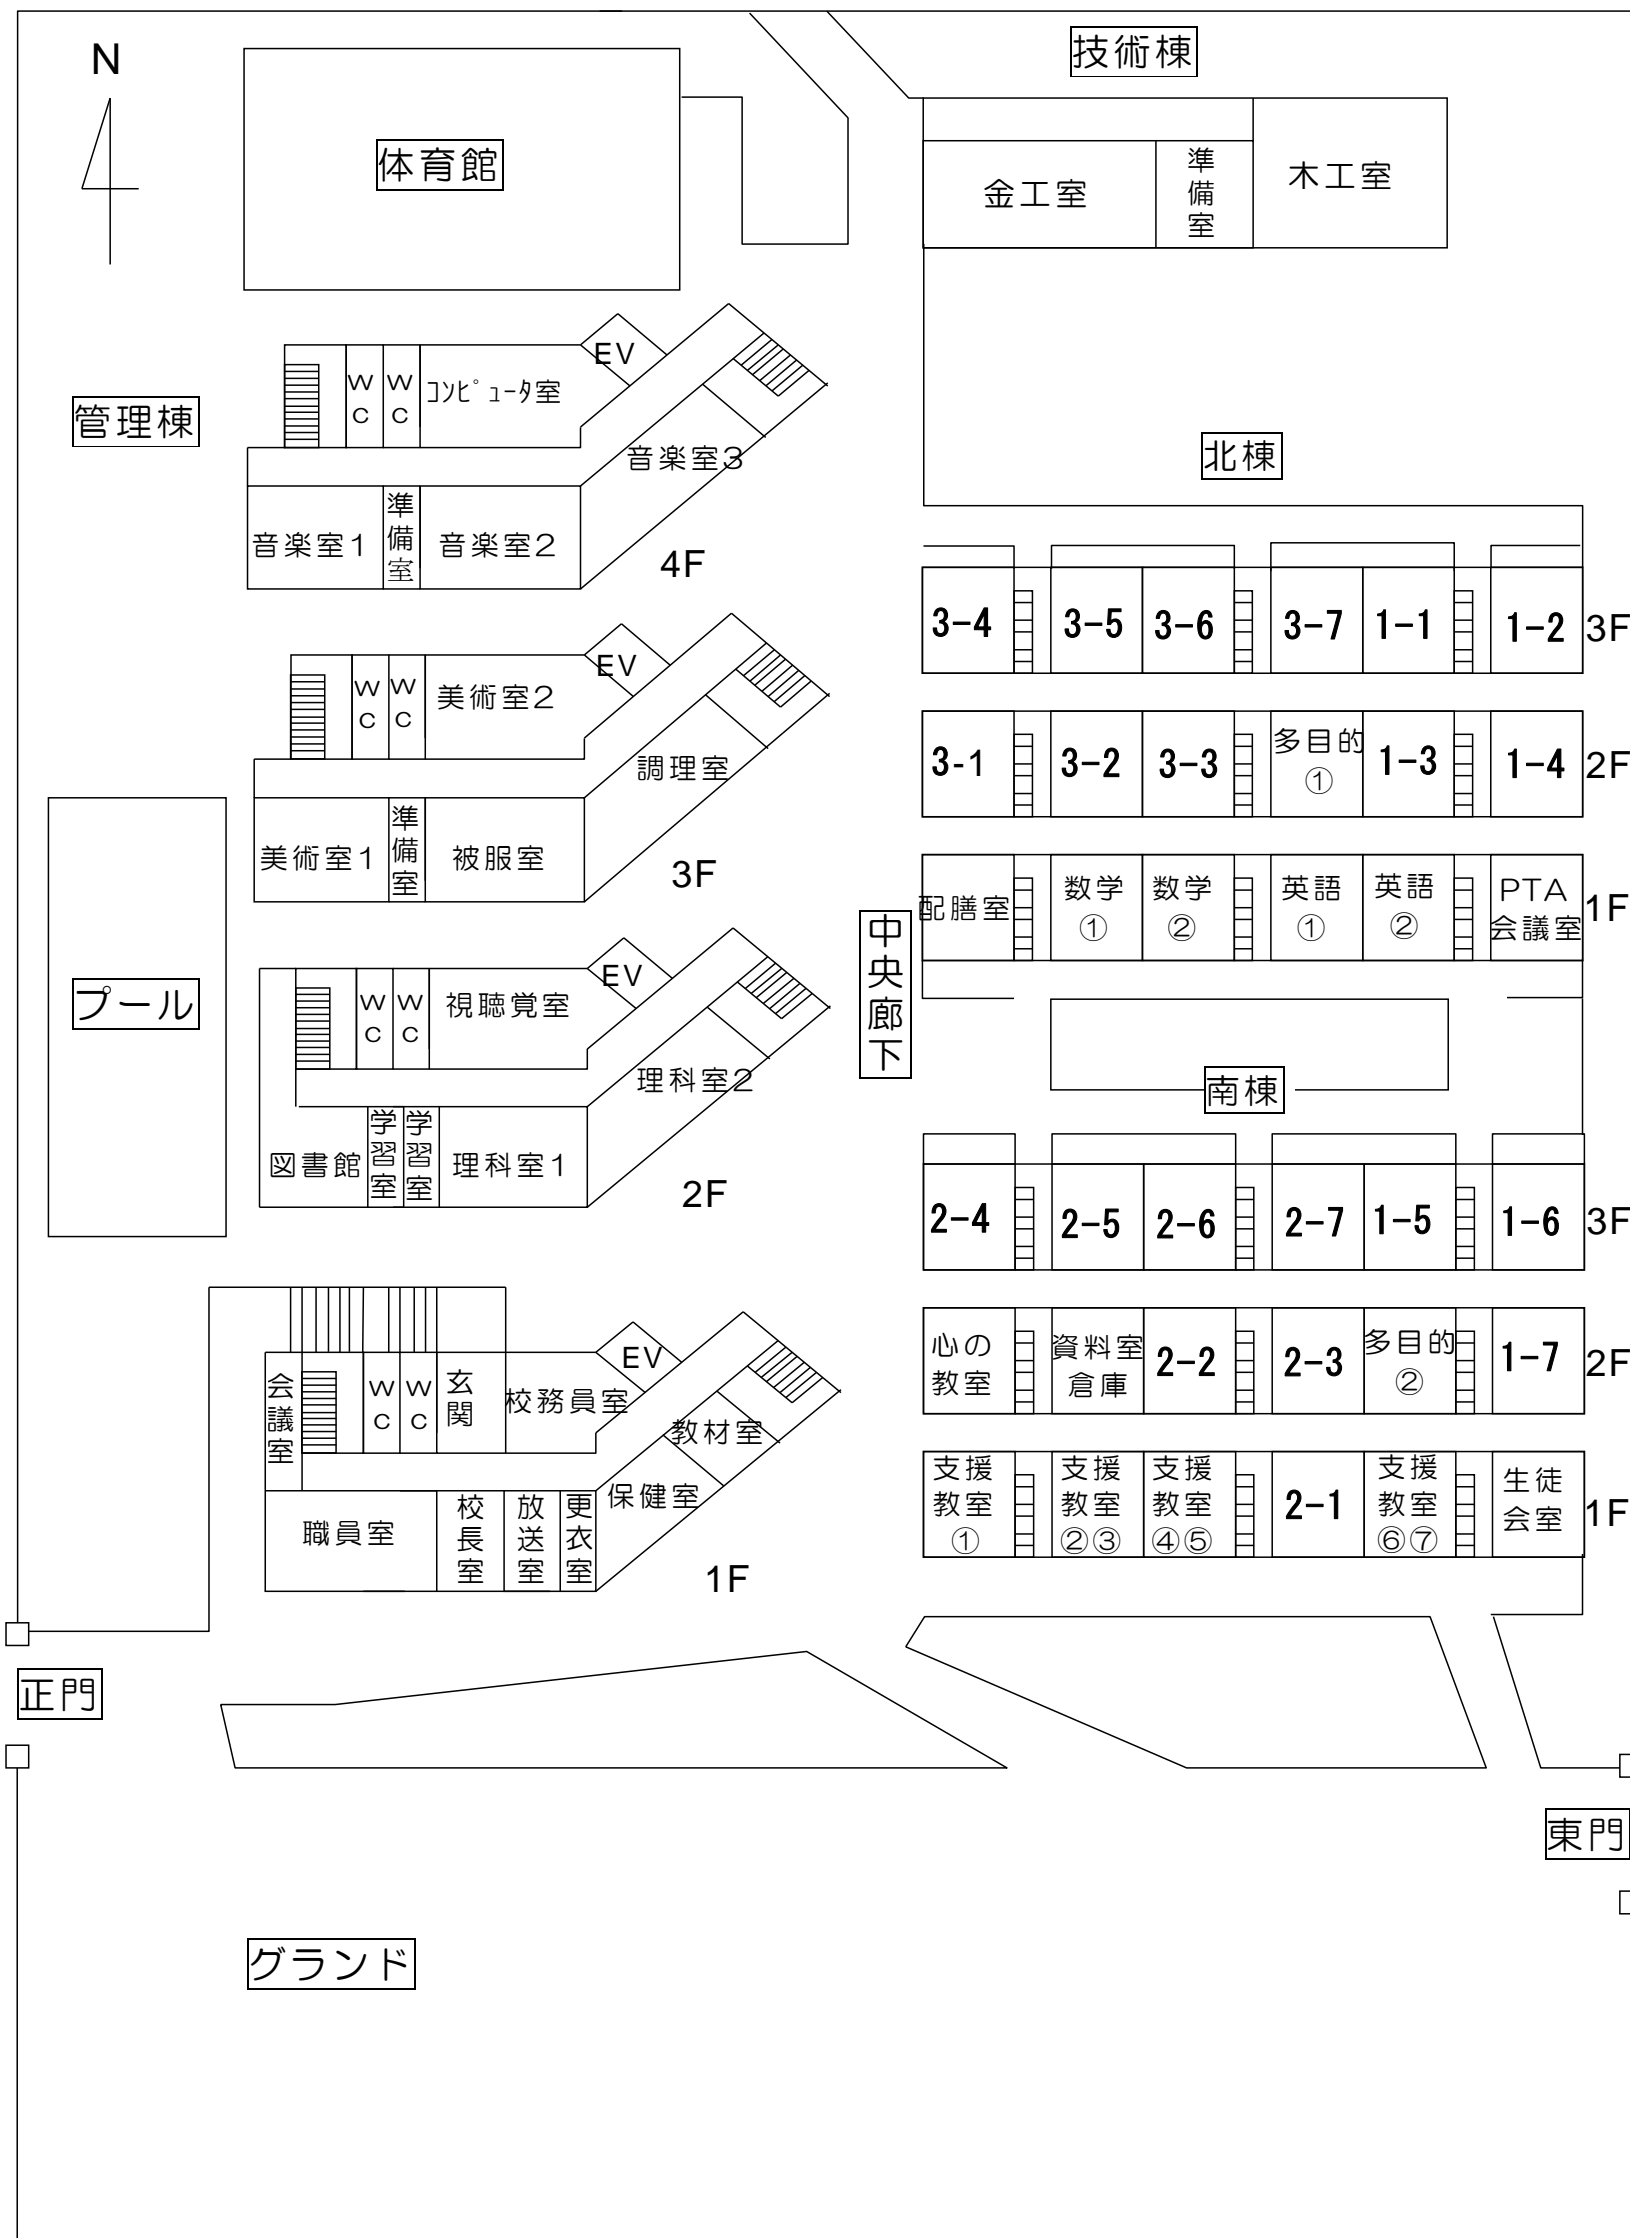 N
技術棟
体育館
金工室
準備室
木工室
管理棟
WC
WC
コンピュータ室
EV
音楽室3
音楽室1
準備室
音楽室2
4F
WC
WC
美術室2
EV
調理室
美術室1
準備室
被服室
3F
プール
WC
WC
視聴覚室
EV
理科室2
図書館
学習室
学習室
理科室1
2F
会議室
WC
WC
玄関
校務員室
EV
教材室
保健室
職員室
校長室
放送室
更衣室
1F
中央廊下
北棟
3-4
3-5
3-6
3-7
1-1
1-2
3F
3-1
3-2
3-3
多目的
①
1-3
1-4
2F
配膳室
数学
①
数学
②
英語
①
英語
②
PTA
会議室
1F
南棟
2-4
2-5
2-6
2-7
1-5
1-6
3F
心の
教室
資料室
倉庫
2-2
2-3
多目的
②
1-7
2F
支援
教室
①
支援
教室
②③
支援
教室
④⑤
2-1
支援
教室
⑥⑦
生徒
会室
1F
正門
東門
グランド